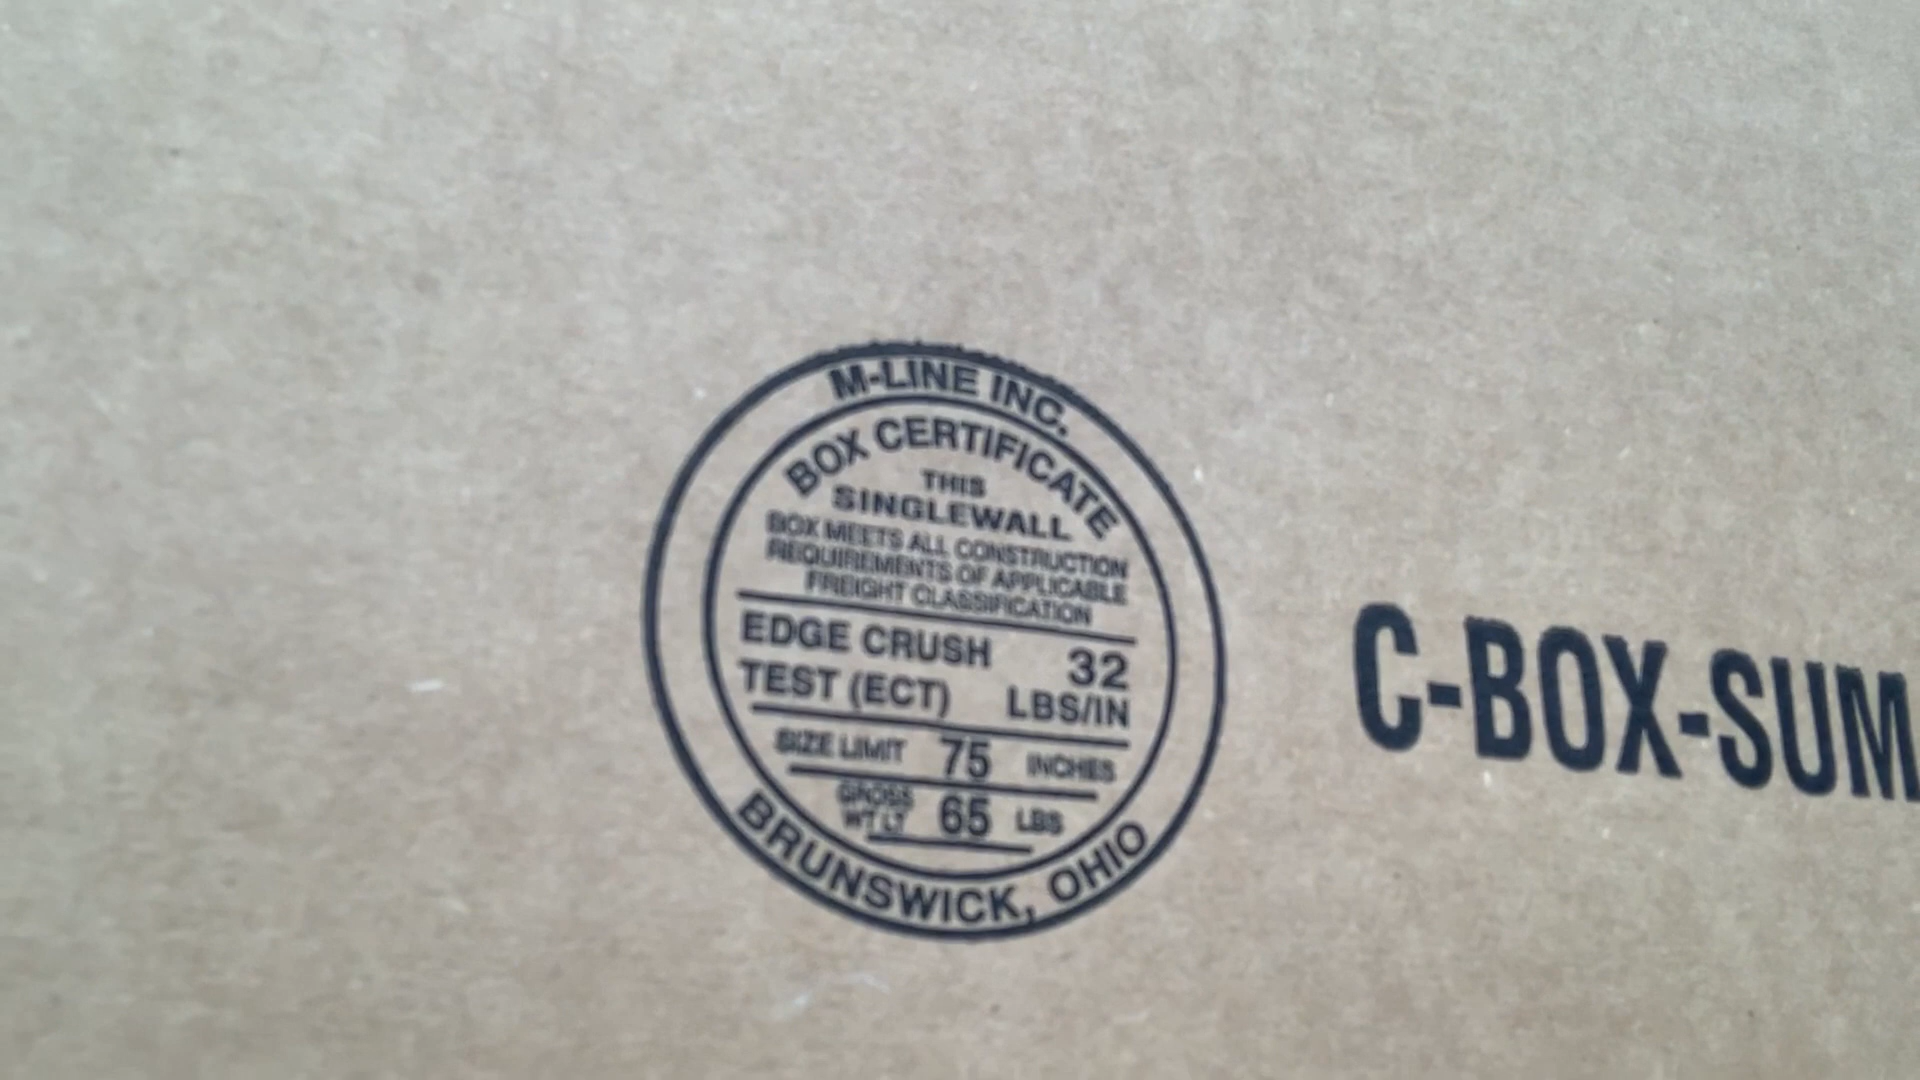 M-LINE INC.
BOX CERTIFICATE
THIS
SINGLEWALL
BOX MEETS ALL CONSTRUCTION
REQUIREMENTS OF APPLICABLE
FREIGHT CLASSIFICATION
EDGE CRUSH
TEST (ECT)
32
LBS/IN
SIZE LIMIT 75 INCHES
GROSS
WT LT
65 LBS
BRUNSWICK, OHIO
C-BOX-SUM